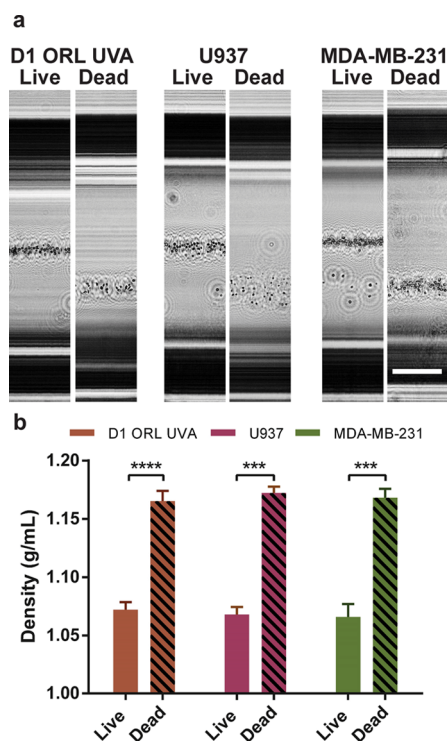 a
D1 ORL UVA U937 MDA-MB-231
Live Dead Live Dead Live Dead
b
D1 ORL UVA U937 MDA-MB-231
**** *** ***
1.20
1.15
1.10
1.05
1.00
Density (g/mL)
Live Dead Live Dead Live Dead